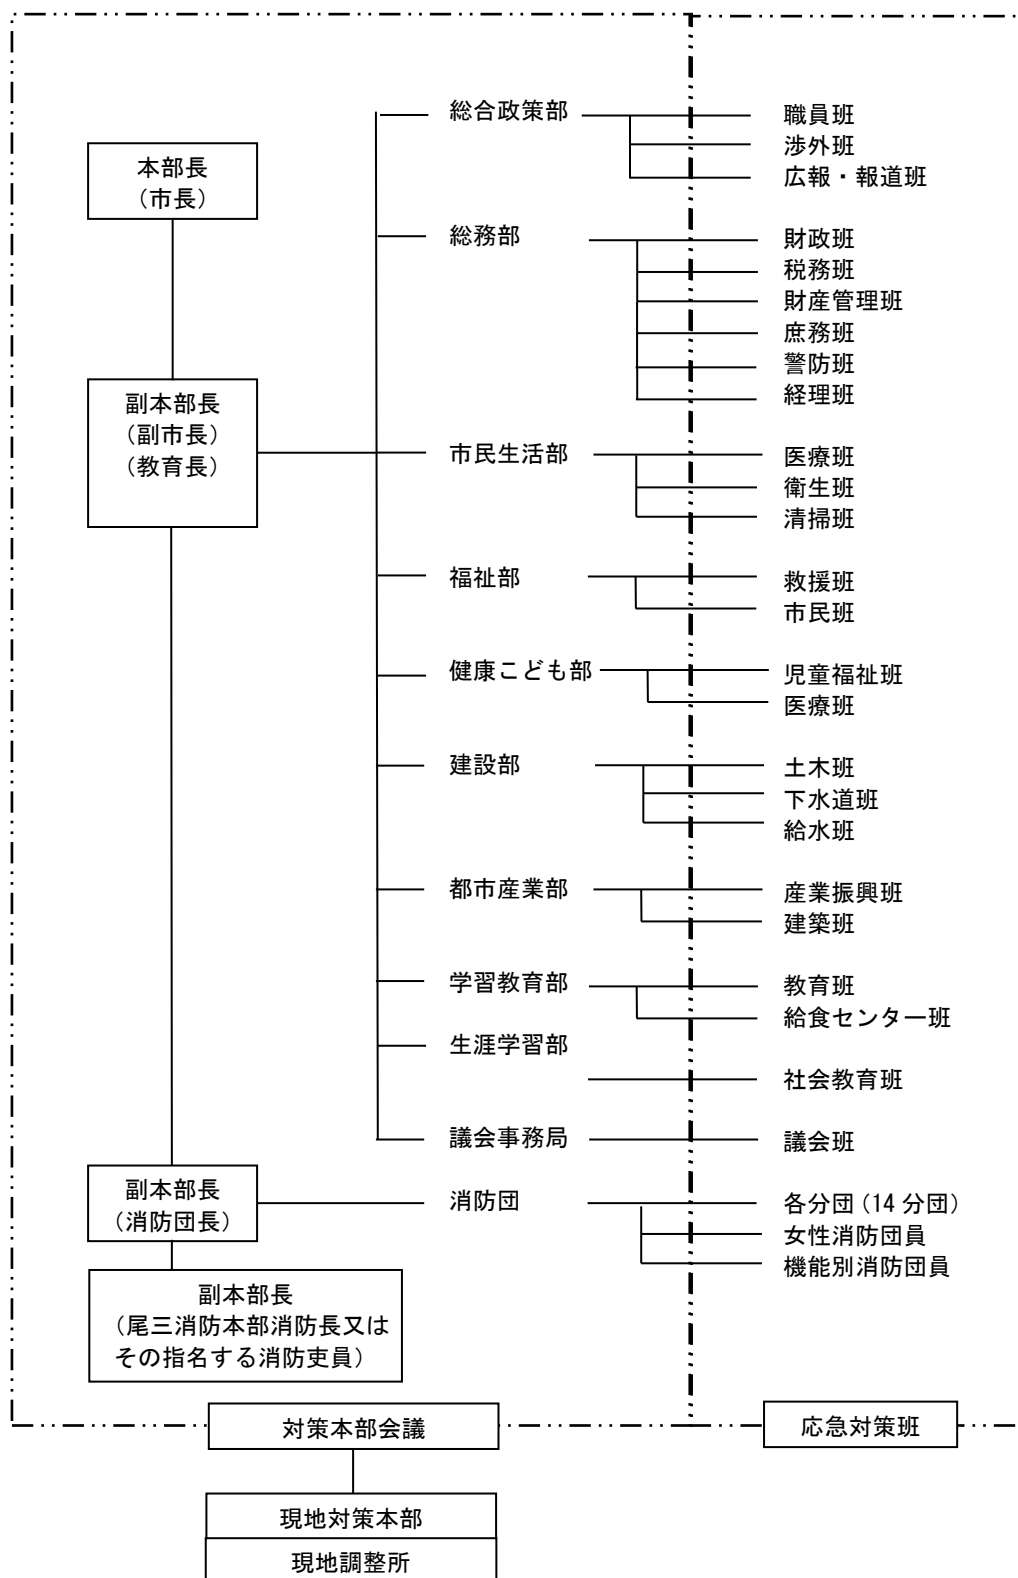 本部長
（市長）
副本部長
（副市長）
（教育長）
総合政策部
職員班
渉外班
広報・報道班
総務部
財政班
税務班
財産管理班
庶務班
警防班
経理班
市民生活部
医療班
衛生班
清掃班
福祉部
救援班
市民班
健康こども部
児童福祉班
医療班
建設部
土木班
下水道班
給水班
都市産業部
産業振興班
建築班
学習教育部
教育班
給食センター班
生涯学習部
社会教育班
議会事務局
議会班
副本部長
（消防団長）
消防団
各分団（14 分団）
女性消防団員
機能別消防団員
副本部長
（尾三消防本部消防長又は
その指名する消防吏員）
対策本部会議
応急対策班
現地対策本部
現地調整所